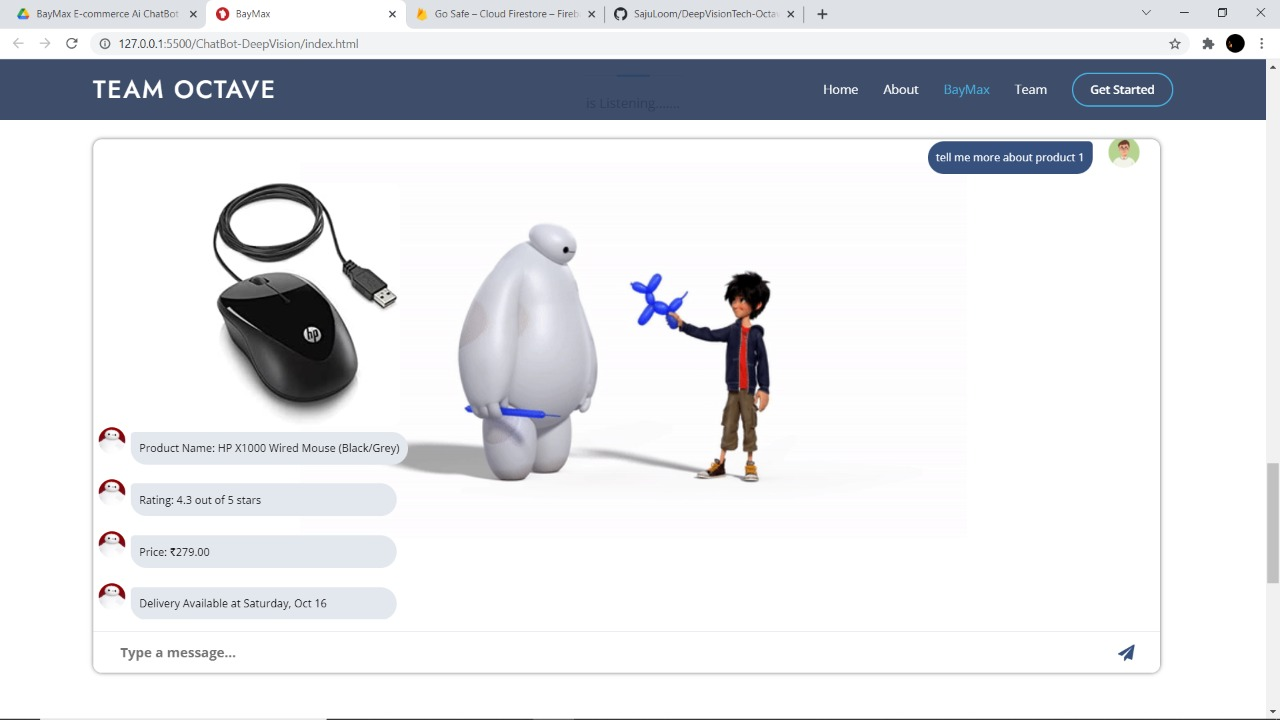 BayMax E-commerce Ai ChatBot
BayMax
Go Safe – Cloud Firestore – Fireb
SajuLoom/DeepVisionTech-Octav
127.0.0.1:5500/ChatBot-DeepVision/index.html
TEAM OCTAVE
Home
About
BayMax
Team
Get Started
is Listening.......
tell me more about product 1
hp
Product Name: HP X1000 Wired Mouse (Black/Grey)
Rating: 4.3 out of 5 stars
Price: ₹279.00
Delivery Available at Saturday, Oct 16
Type a message...